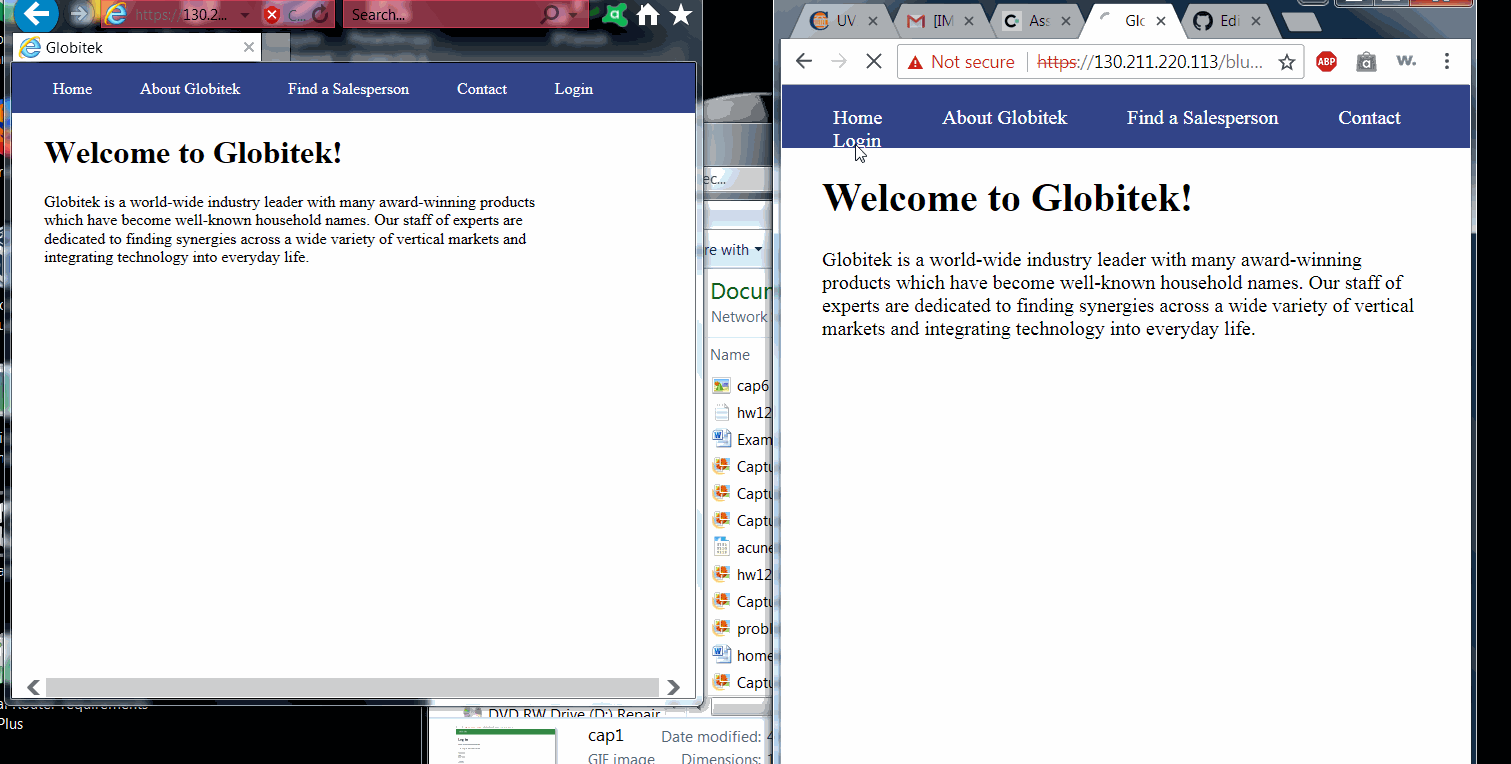 https://130.2...
C...
Search...
Globitek
Home
About Globitek
Find a Salesperson
Contact
Login
Welcome to Globitek!
Globitek is a world-wide industry leader with many award-winning products
which have become well-known household names. Our staff of experts are
dedicated to finding synergies across a wide variety of vertical markets and
integrating technology into everyday life.
Plus
ec...
re with
Docur
Network
Name
cap6
hw12
Exam
Captu
Captu
Captu
acune
hw12
Captu
probl
home
Captu
DVD RW Drive (D:) Repair
cap1
Date modified: 4
GIF image
Dimensions: 1
UV
[IM
Ass
Glo
Edi
Not secure
https://130.211.220.113/blu...
ABP
a
w.
Home
About Globitek
Find a Salesperson
Contact
Login
Welcome to Globitek!
Globitek is a world-wide industry leader with many award-winning
products which have become well-known household names. Our staff of
experts are dedicated to finding synergies across a wide variety of vertical
markets and integrating technology into everyday life.